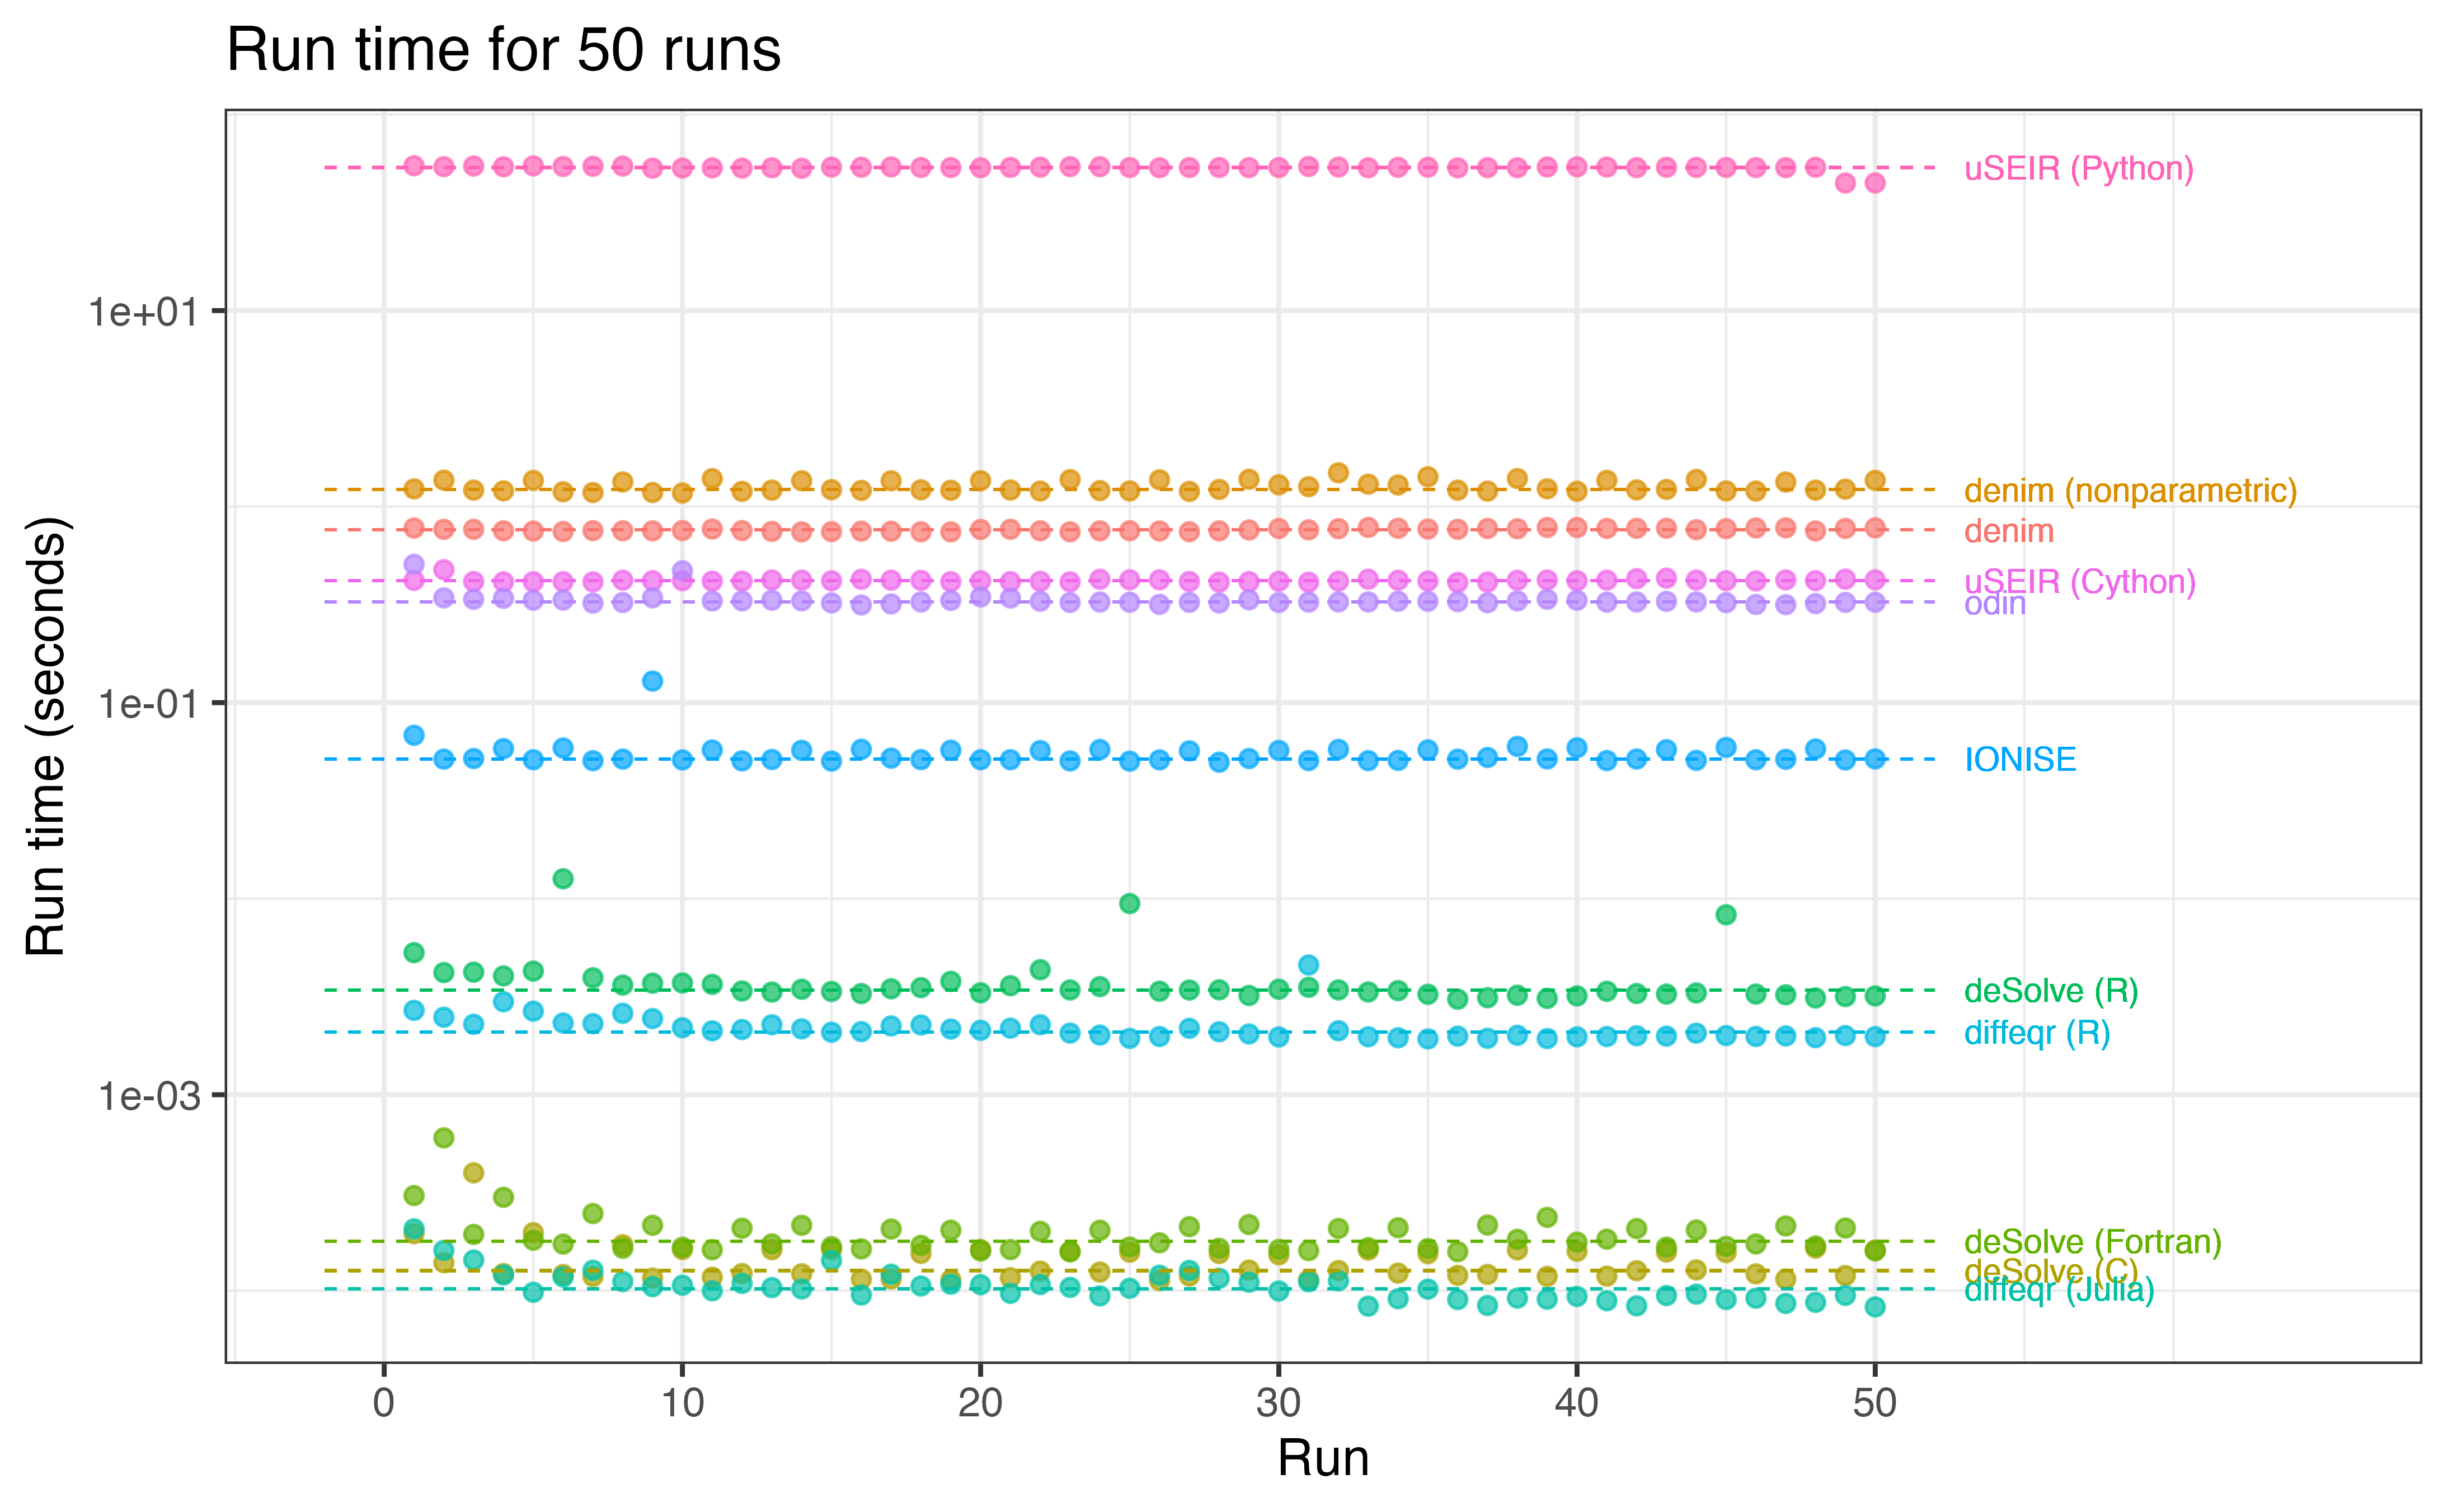 Run time for 50 runs
Run time (seconds)
1e+01
1e-01
1e-03
uSEIR (Python)
denim (nonparametric)
denim
uSEIR (Cython)
odin
IONISE
deSolve (R)
diffeqr (R)
deSolve (Fortran)
deSolve (C)
diffeqr (Julia)
0 10 20 30 40 50
Run